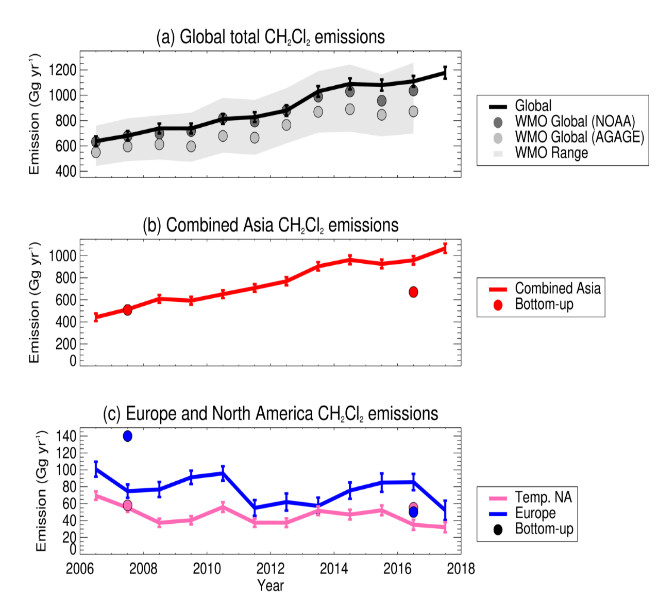 (a) Global total CH₂Cl₂ emissions
Emission (Gg yr⁻¹)
1200
1000
800
600
400
Global
WMO Global (NOAA)
WMO Global (AGAGE)
WMO Range
(b) Combined Asia CH₂Cl₂ emissions
Emission (Gg yr⁻¹)
1000
800
600
400
200
0
Combined Asia
Bottom-up
(c) Europe and North America CH₂Cl₂ emissions
Emission (Gg yr⁻¹)
140
120
100
80
60
40
20
0
Temp. NA
Europe
Bottom-up
2006 2008 2010 2012 2014 2016 2018
Year